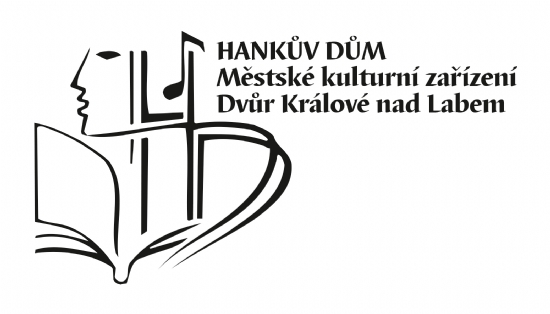 HANKŮV DŮM
Městské kulturní zařízení
Dvůr Králové nad Labem